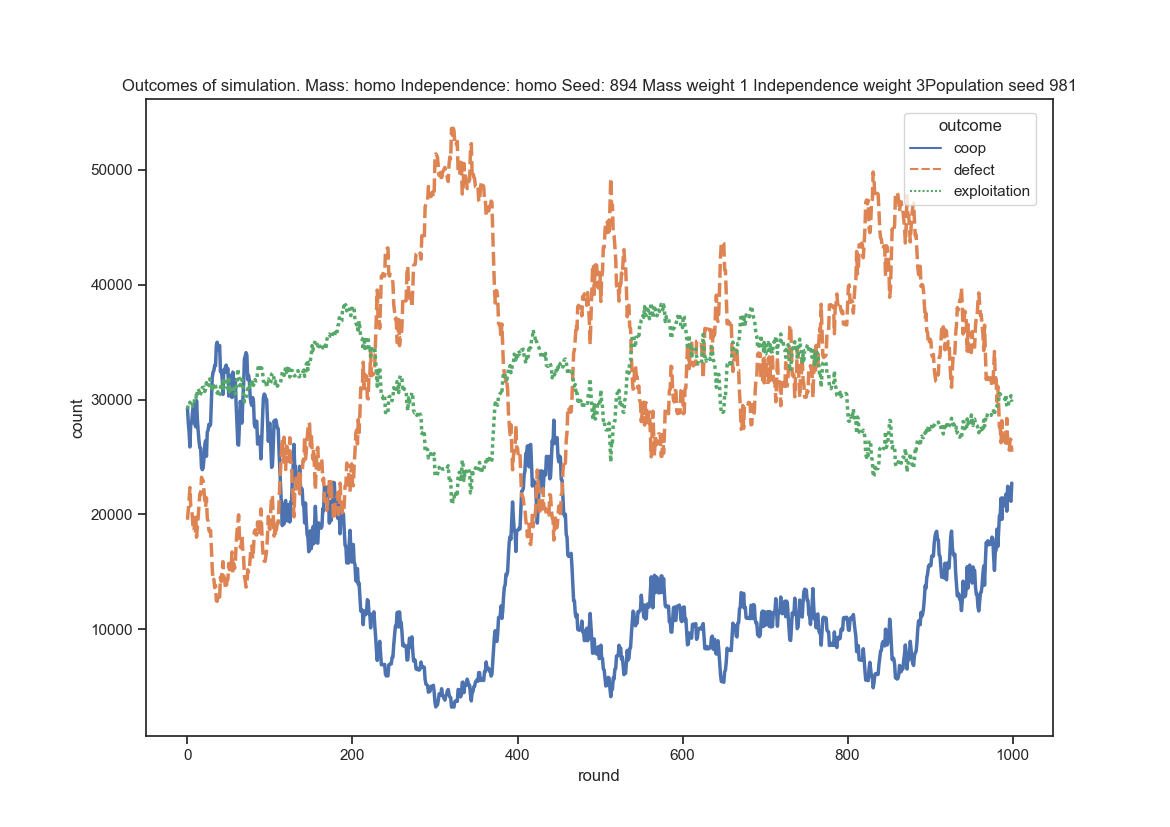 Outcomes of simulation. Mass: homo Independence: homo Seed: 894 Mass weight 1 Independence weight 3Population seed 981
outcome
coop
defect
exploitation
50000
40000
30000
20000
10000
count
0 200 400 600 800 1000
round